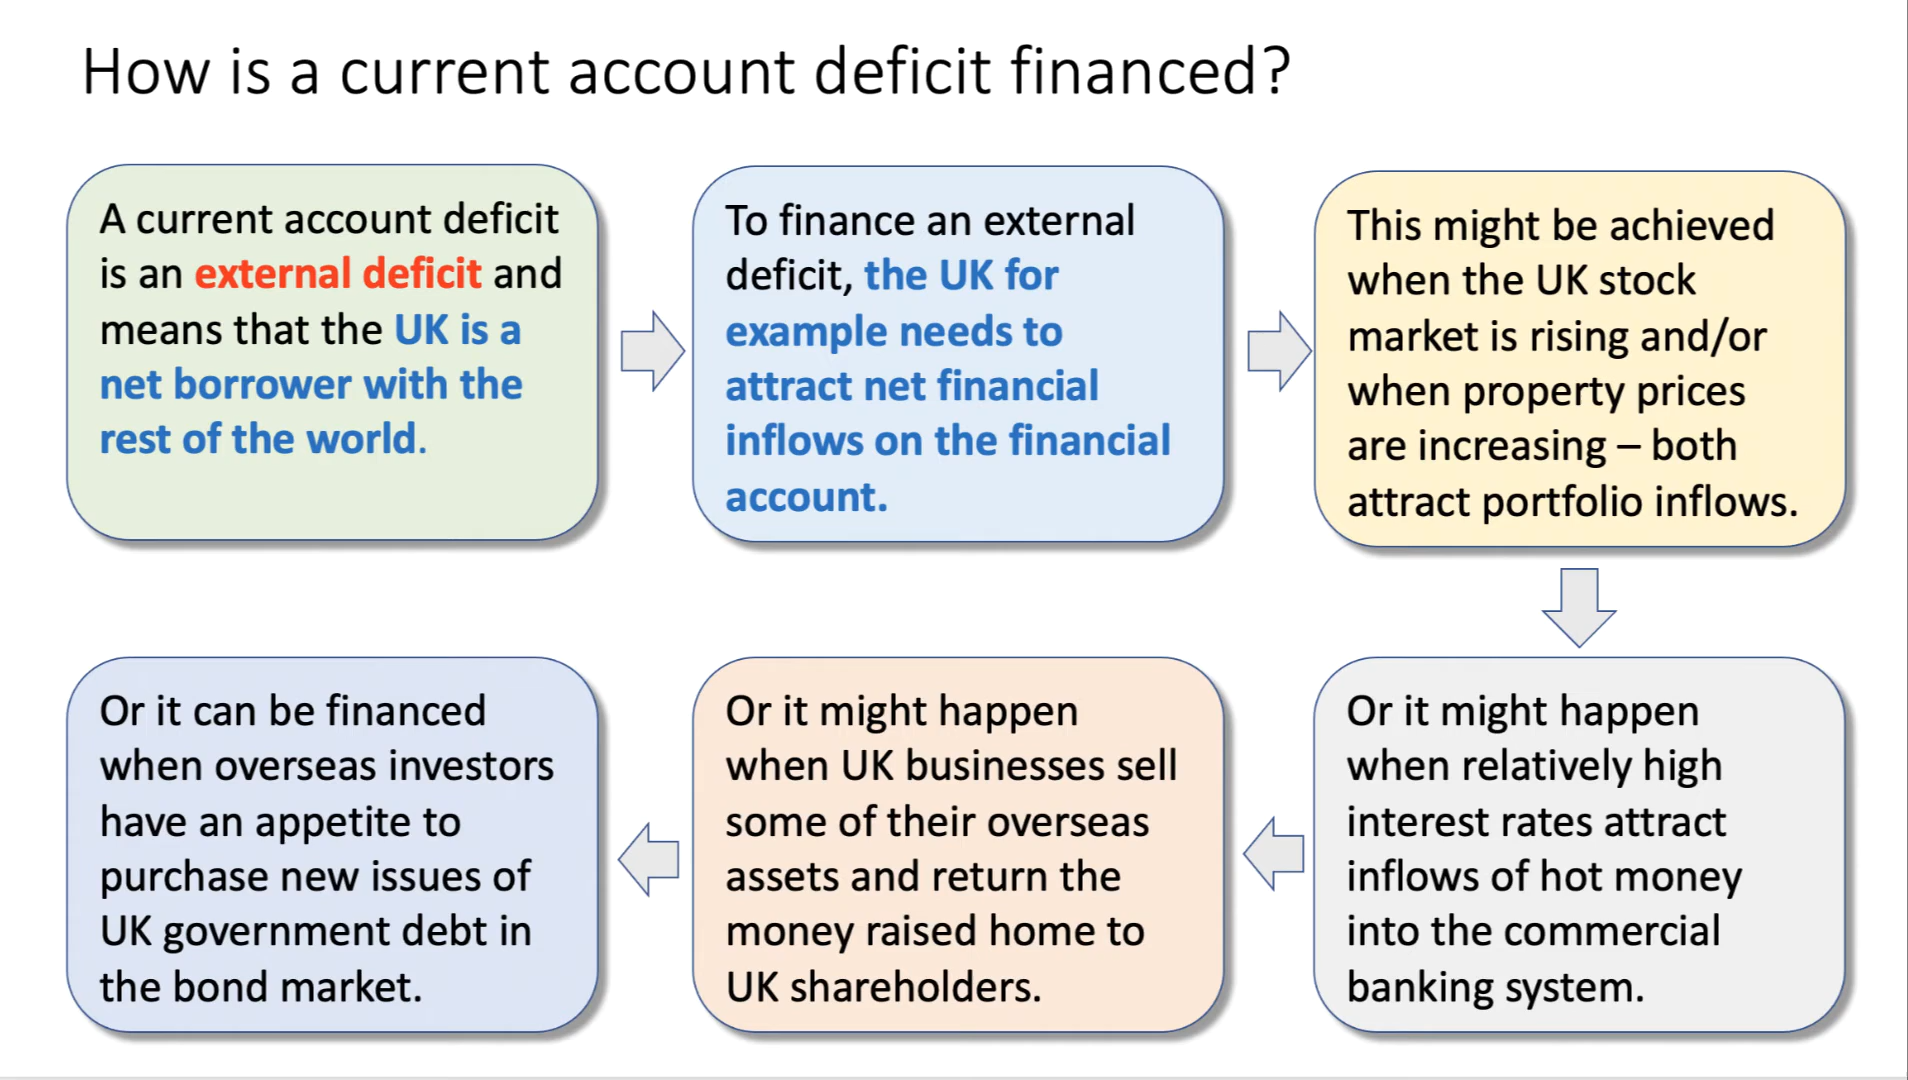 How is a current account deficit financed?
A current account deficit
is an external deficit and
means that the UK is a
net borrower with the
rest of the world.
To finance an external
deficit, the UK for
example needs to
attract net financial
inflows on the financial
account.
This might be achieved
when the UK stock
market is rising and/or
when property prices
are increasing – both
attract portfolio inflows.
Or it might happen
when relatively high
interest rates attract
inflows of hot money
into the commercial
banking system.
Or it might happen
when UK businesses sell
some of their overseas
assets and return the
money raised home to
UK shareholders.
Or it can be financed
when overseas investors
have an appetite to
purchase new issues of
UK government debt in
the bond market.